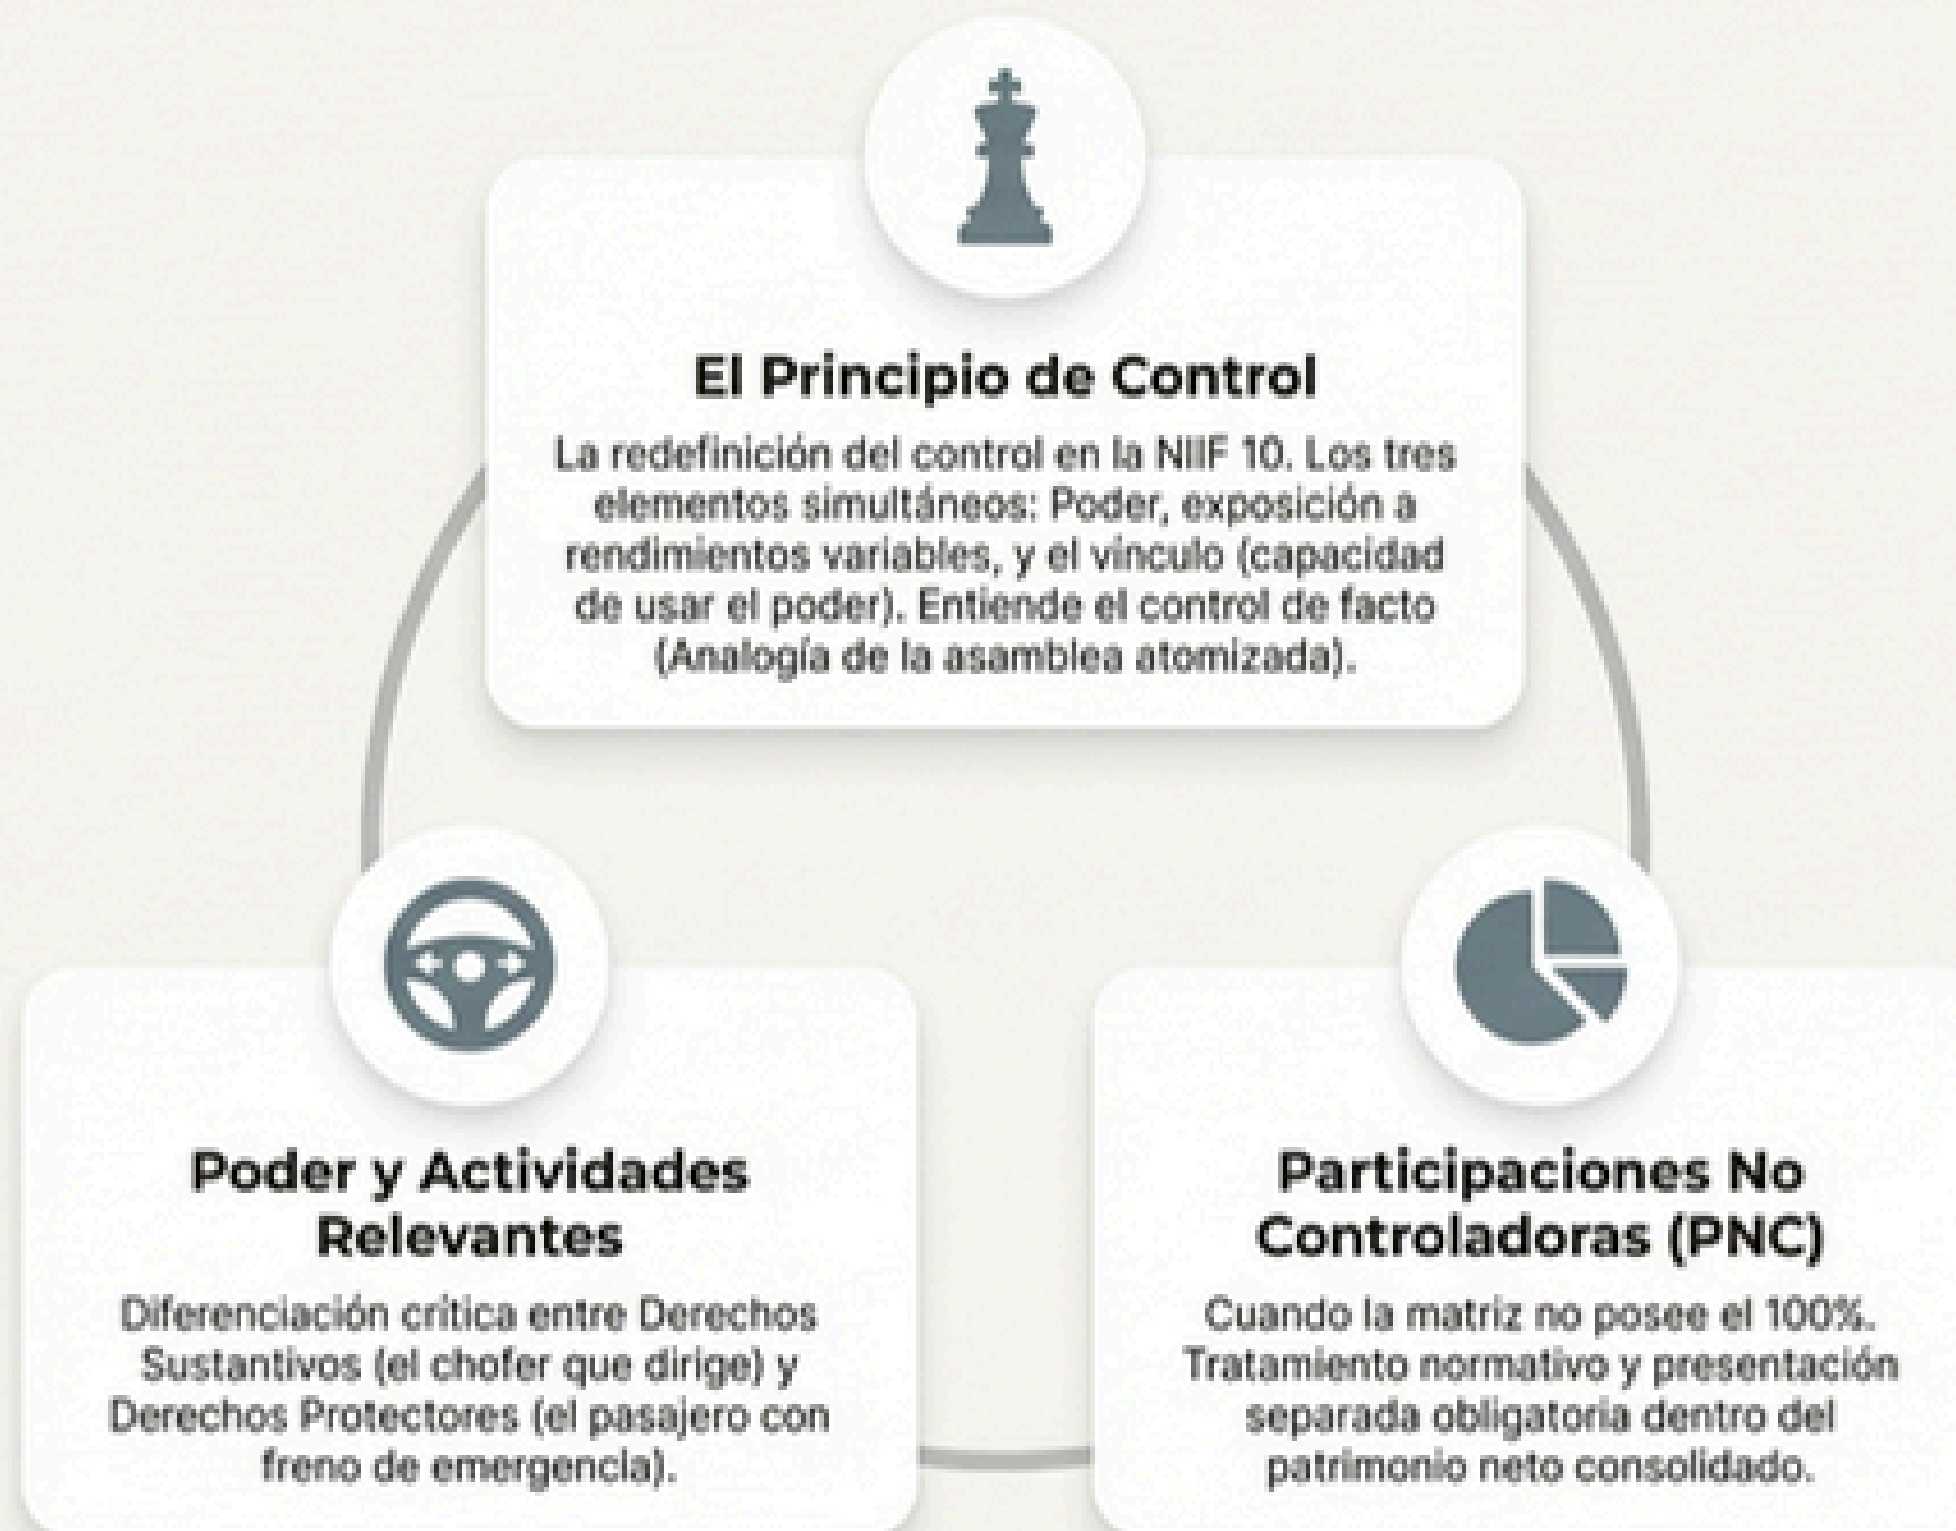 El Principio de Control
La redefinición del control en la NIIF 10. Los tres
elementos simultáneos: Poder, exposición a
rendimientos variables, y el vínculo (capacidad
de usar el poder). Entiende el control de facto
(Analogía de la asamblea atomizada).
Poder y Actividades
Relevantes
Diferenciación crítica entre Derechos
Sustantivos (el chofer que dirige) y
Derechos Protectores (el pasajero con
freno de emergencia).
Participaciones No
Controladoras (PNC)
Cuando la matriz no posee el 100%.
Tratamiento normativo y presentación
separada obligatoria dentro del
patrimonio neto consolidado.